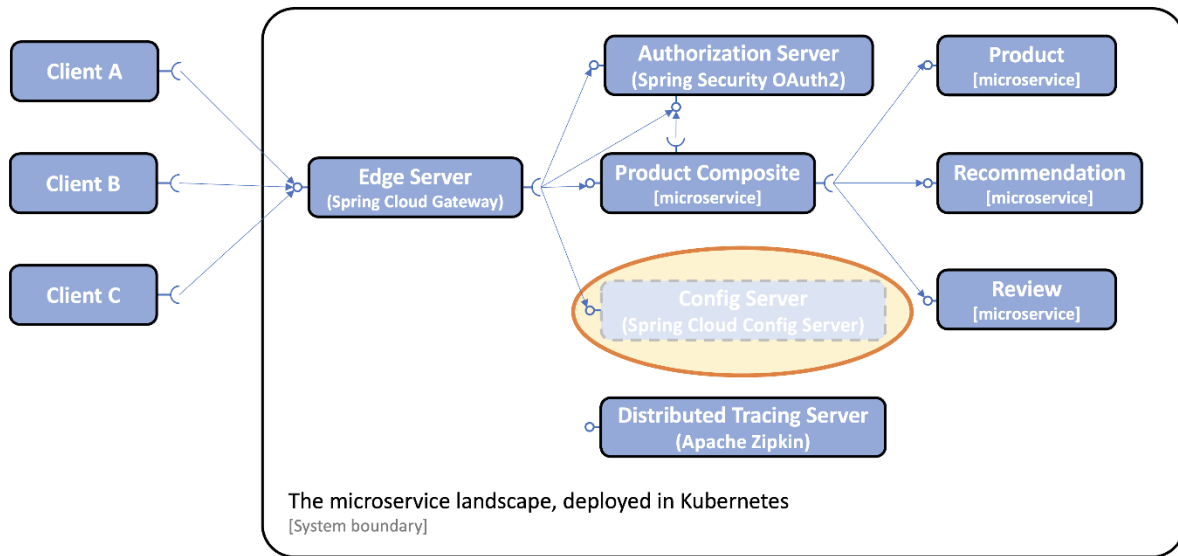 Client A
Client B
Client C
Edge Server
(Spring Cloud Gateway)
Authorization Server
(Spring Security OAuth2)
Product Composite
[microservice]
Config Server
(Spring Cloud Config Server)
Distributed Tracing Server
(Apache Zipkin)
Product
[microservice]
Recommendation
[microservice]
Review
[microservice]
The microservice landscape, deployed in Kubernetes
[System boundary]